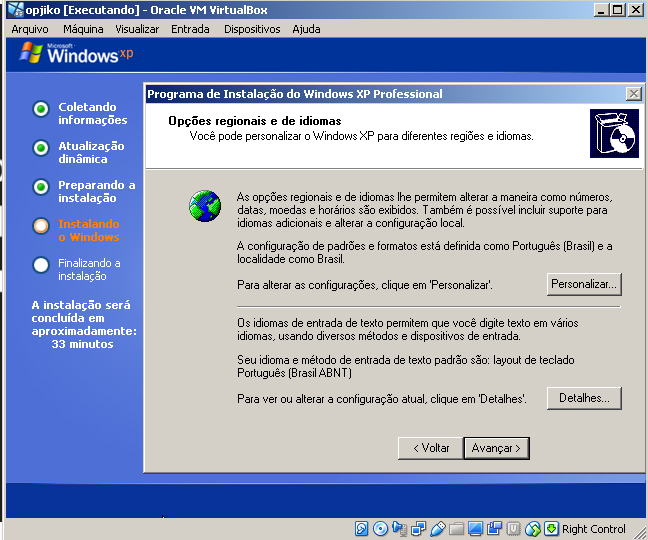 opjiko [Executando] - Oracle VM VirtualBox
Arquivo Máquina Visualizar Entrada Dispositivos Ajuda
Microsoft
Windows xp
Coletando
informações
Atualização
dinâmica
Preparando a
instalação
Instalando
o Windows
Finalizando a
instalação
A instalação será
concluída em
aproximadamente:
33 minutos
Programa de Instalação do Windows XP Professional
Opções regionais e de idiomas
Você pode personalizar o Windows XP para diferentes regiões e idiomas.
As opções regionais e de idiomas lhe permitem alterar a maneira como números,
datas, moedas e horários são exibidos. Também é possível incluir suporte para
idiomas adicionais e alterar a configuração local.
A configuração de padrões e formatos está definida como Português (Brasil) e a
localidade como Brasil.
Para alterar as configurações, clique em 'Personalizar'.
Personalizar...
Os idiomas de entrada de texto permitem que você digite texto em vários
idiomas, usando diversos métodos e dispositivos de entrada.
Seu idioma e método de entrada de texto padrão são: layout de teclado
Português (Brasil ABNT)
Para ver ou alterar a configuração atual, clique em 'Detalhes'.
Detalhes...
< Voltar
Avançar >
Right Control